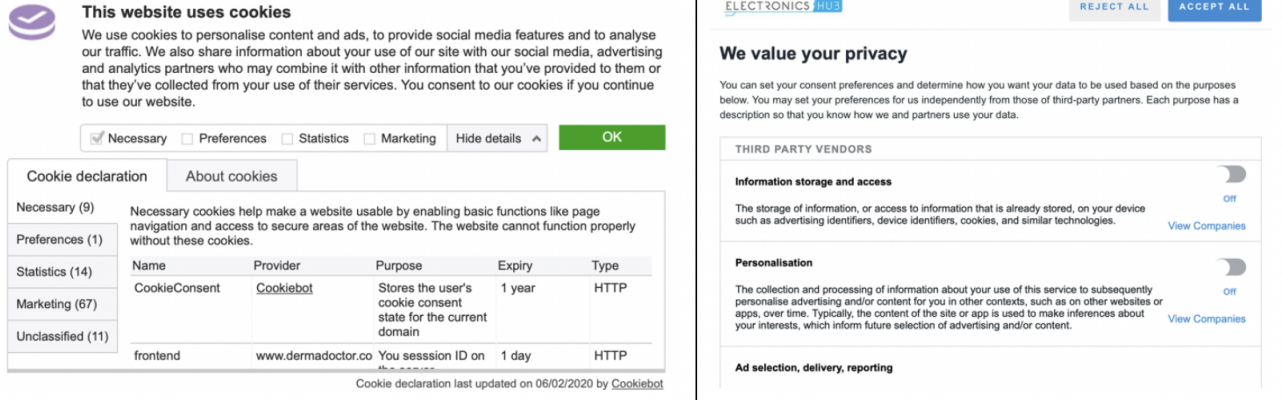 This website uses cookies
We use cookies to personalise content and ads, to provide social media features and to analyse
our traffic. We also share information about your use of our site with our social media, advertising
and analytics partners who may combine it with other information that you've provided to them or
that they've collected from your use of their services. You consent to our cookies if you continue
to use our website.
Necessary Preferences Statistics Marketing Hide details OK
Cookie declaration About cookies
Necessary (9)
Preferences (1)
Statistics (14)
Marketing (67)
Unclassified (11)
Necessary cookies help make a website usable by enabling basic functions like page
navigation and access to secure areas of the website. The website cannot function properly
without these cookies.
Name Provider Purpose Expiry Type
CookieConsent Cookiebot Stores the user's 1 year HTTP
cookie consent
state for the current
domain
frontend www.dermadoctor.co You sesssion ID on 1 day HTTP
Cookie declaration last updated on 06/02/2020 by Cookiebot
ELECTRONICS HUB
REJECT ALL ACCEPT ALL
We value your privacy
You can set your consent preferences and determine how you want your data to be used based on the purposes
below. You may set your preferences for us independently from those of third-party partners. Each purpose has a
description so that you know how we and partners use your data.
THIRD PARTY VENDORS
Information storage and access
Off
The storage of information, or access to information that is already stored, on your device
such as advertising identifiers, device identifiers, cookies, and similar technologies.
View Companies
Personalisation
Off
The collection and processing of information about your use of this service to subsequently
personalise advertising and/or content for you in other contexts, such as on other websites or
apps, over time. Typically, the content of the site or app is used to make inferences about
your interests, which inform future selection of advertising and/or content.
View Companies
Ad selection, delivery, reporting